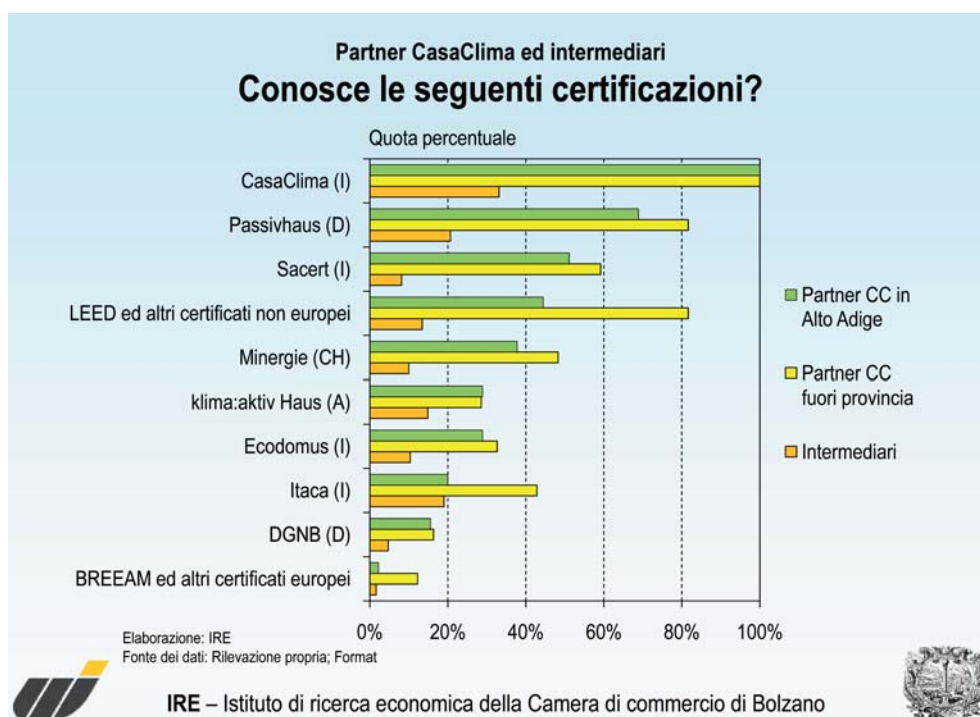 Partner CasaClima ed intermediari
Conosce le seguenti certificazioni?
Quota percentuale
CasaClima (I)
Passivhaus (D)
Sacert (I)
LEED ed altri certificati non europei
Minergie (CH)
klima:aktiv Haus (A)
Ecodomus (I)
Itaca (I)
DGNB (D)
BREEAM ed altri certificati europei
0% 20% 40% 60% 80% 100%
Partner CC in
Alto Adige
Partner CC
fuori provincia
Intermediari
Elaborazione: IRE
Fonte dei dati: Rilevazione propria; Format
IRE – Istituto di ricerca economica della Camera di commercio di Bolzano